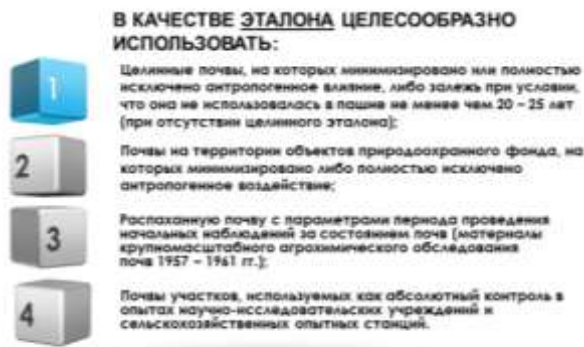 В КАЧЕСТВЕ ЭТАЛОНА ЦЕЛЕСООБРАЗНО
ИСПОЛЬЗОВАТЬ:
1
Целинные почвы, на которых минимизировано или полностью
исключено антропогенное влияние, либо залежь при условии,
что она не использовалась в пашне не менее чем 20 – 25 лет
(при отсутствии целинного эталона);
2
Почвы на территории объектов природоохранного фонда, на
которых минимизировано либо полностью исключено
антропогенное воздействие;
3
Распаханную почву с параметрами периода проведения
начальных наблюдений за состоянием почв (материалы
крупномасштабного агрохимического обследования
почв 1957 – 1961 гг.);
4
Почвы участков, используемых как абсолютный контроль в
опытах научно-исследовательских учреждений и
сельскохозяйственных опытных станций.